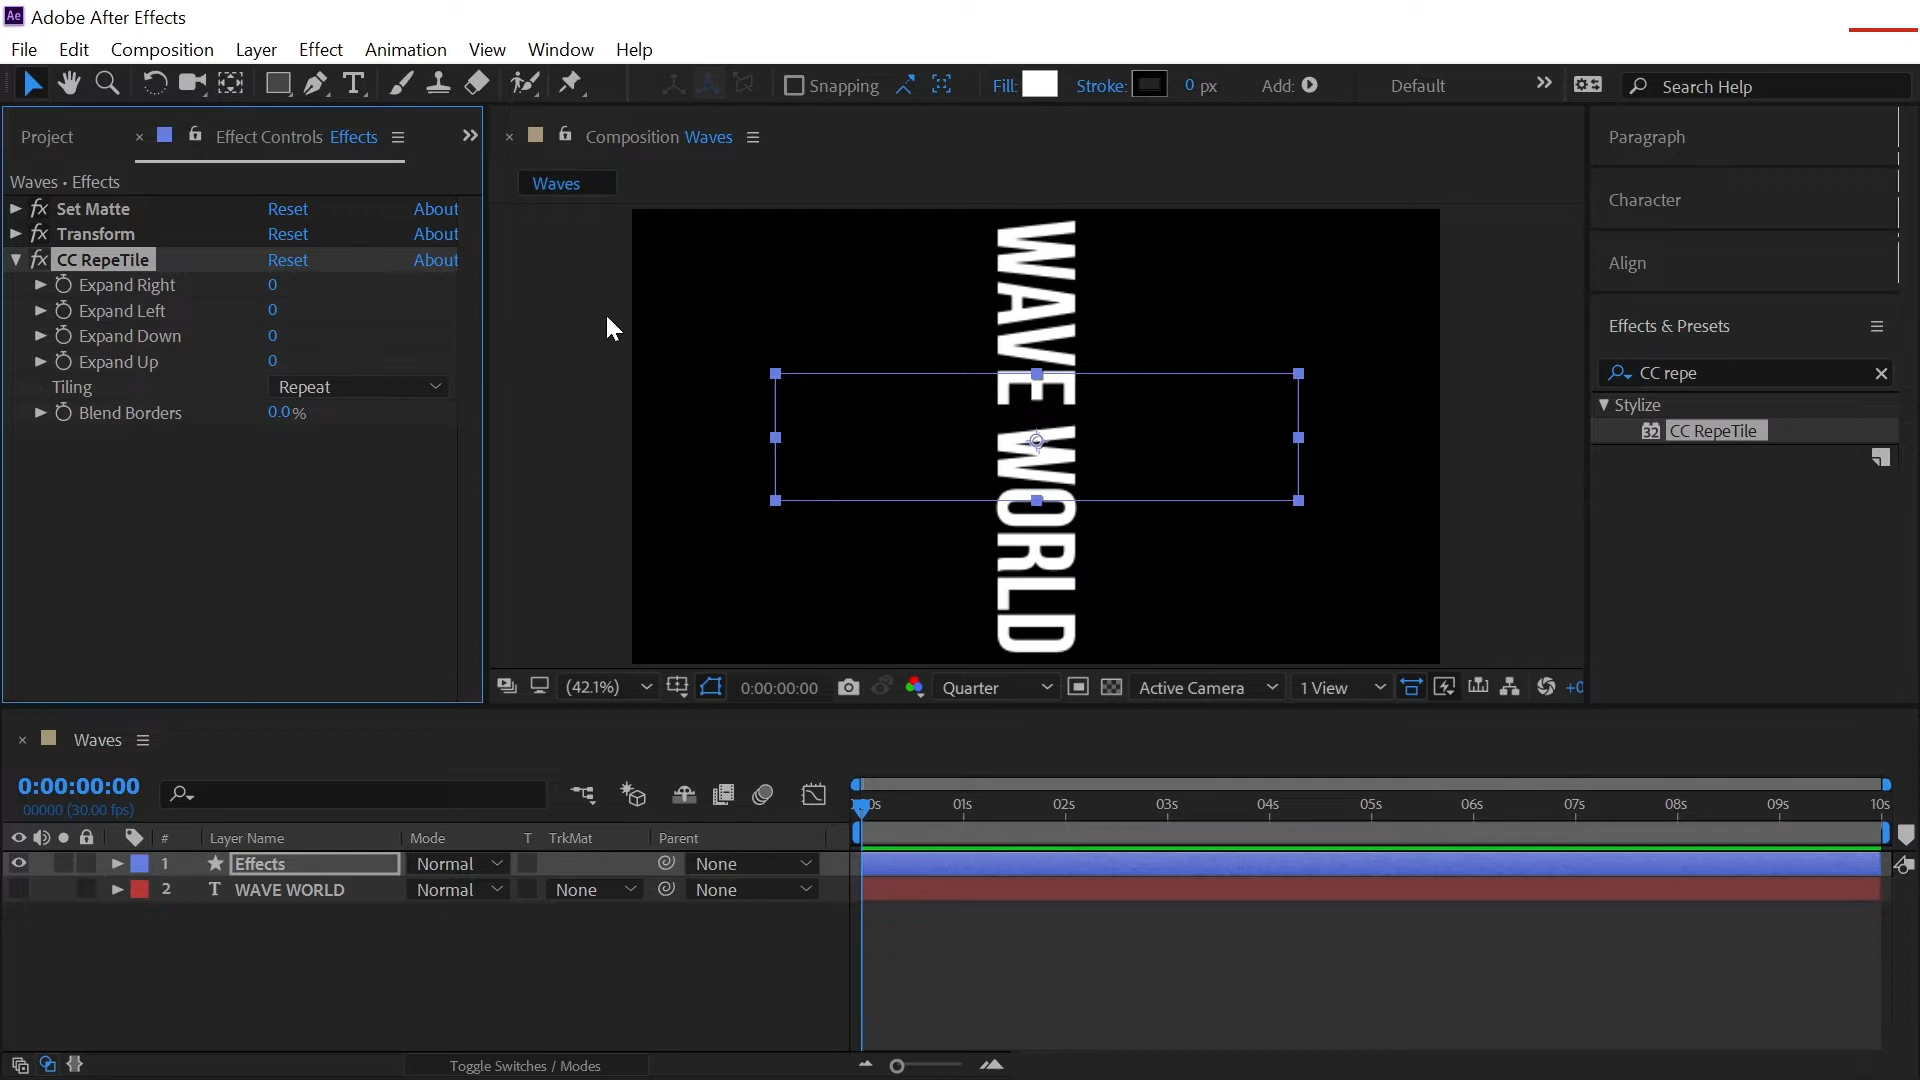 Ae Adobe After Effects
File Edit Composition Layer Effect Animation View Window Help
T Snapping Fill: Stroke: 0 px Add: Default Search Help
Project × Effect Controls Effects
Waves • Effects
fx Set Matte Reset About
fx Transform Reset About
fx CC RepeTile Reset About
Expand Right 0
Expand Left 0
Expand Down 0
Expand Up 0
Tiling Repeat
Blend Borders 0.0%
× Composition Waves
Waves
WAVE WORLD
(42.1%) 0:00:00:00 Quarter Active Camera 1 View +0
Paragraph
Character
Align
Effects & Presets
CC repe ×
Stylize
32 CC RepeTile
× Waves
0:00:00:00
00000 (30.00 fps)
0s 01s 02s 03s 04s 05s 06s 07s 08s 09s 10s
# Layer Name Mode T TrkMat Parent
1 Effects Normal None
2 T WAVE WORLD Normal None None
Toggle Switches / Modes